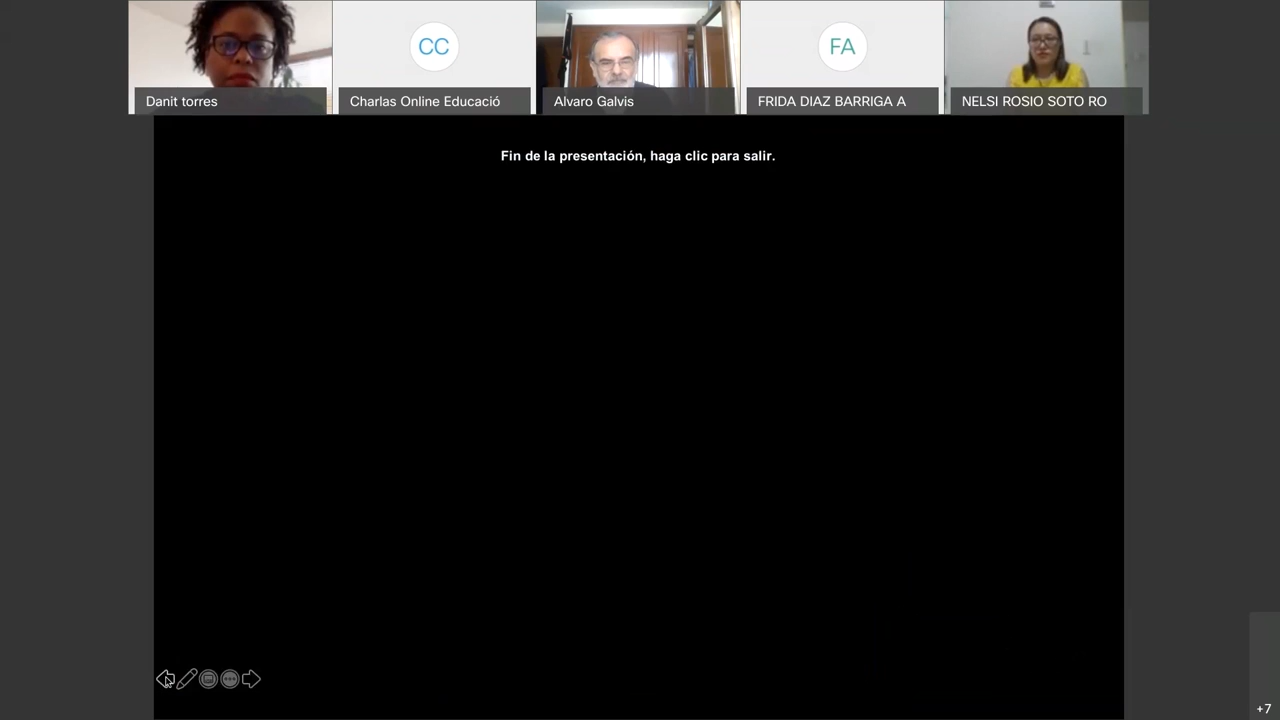 CC
FA
Danit torres
Charlas Online Educació
Alvaro Galvis
FRIDA DIAZ BARRIGA A
NELSI ROSIO SOTO RO
Fin de la presentación, haga clic para salir.
+7